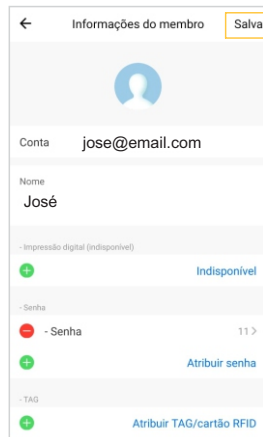 Informações do membro Salva
Conta jose@email.com
Nome
José
- Impressão digital (indisponível)
Indisponível
- Senha
- Senha 11 >
Atribuir senha
- TAG
Atribuir TAG/cartão RFID